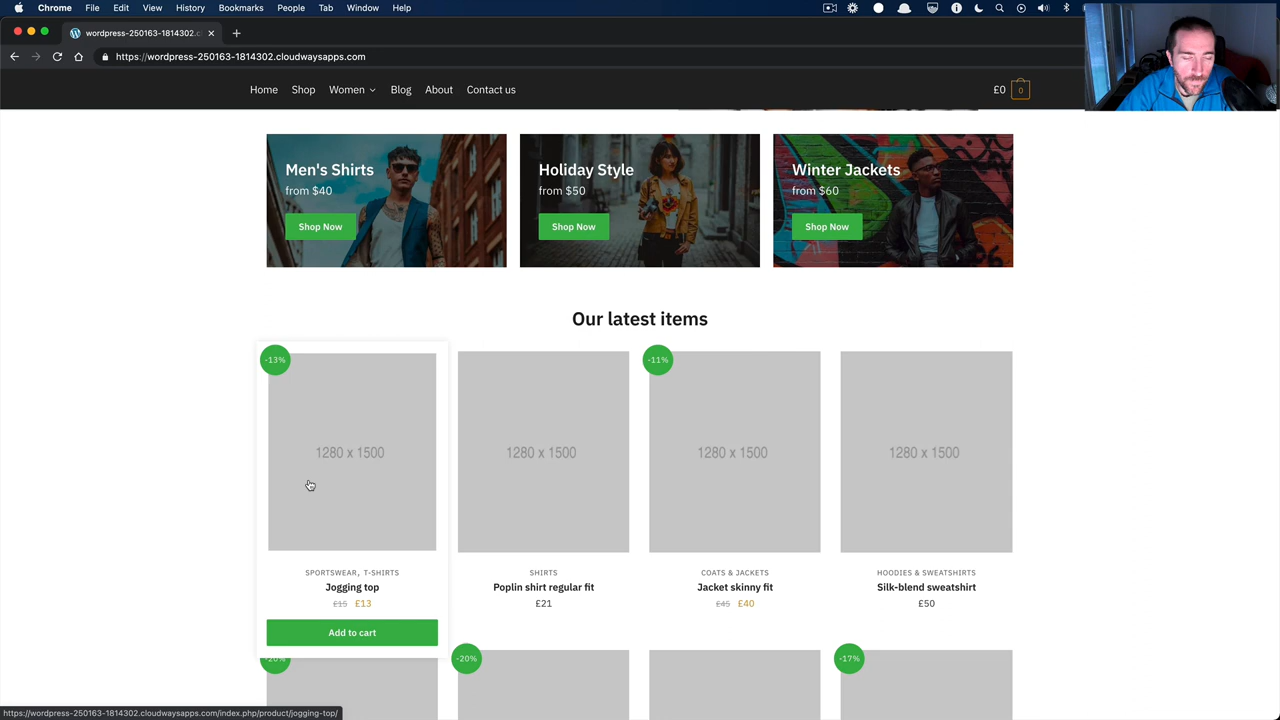 Chrome File Edit View History Bookmarks People Tab Window Help
wordpress-250163-1814302.c
https://wordpress-250163-1814302.cloudwaysapps.com
Home Shop Women Blog About Contact us £0 0
Men's Shirts
from $40
Shop Now
Holiday Style
from $50
Shop Now
Winter Jackets
from $60
Shop Now
Our latest items
-13%
-11%
1280 x 1500
1280 x 1500
1280 x 1500
1280 x 1500
SPORTSWEAR, T-SHIRTS
Jogging top
£15 £13
Add to cart
SHIRTS
Poplin shirt regular fit
£21
COATS & JACKETS
Jacket skinny fit
£45 £40
HOODIES & SWEATSHIRTS
Silk-blend sweatshirt
£50
-20%
-20%
-17%
https://wordpress-250163-1814302.cloudwaysapps.com/index.php/product/jogging-top/